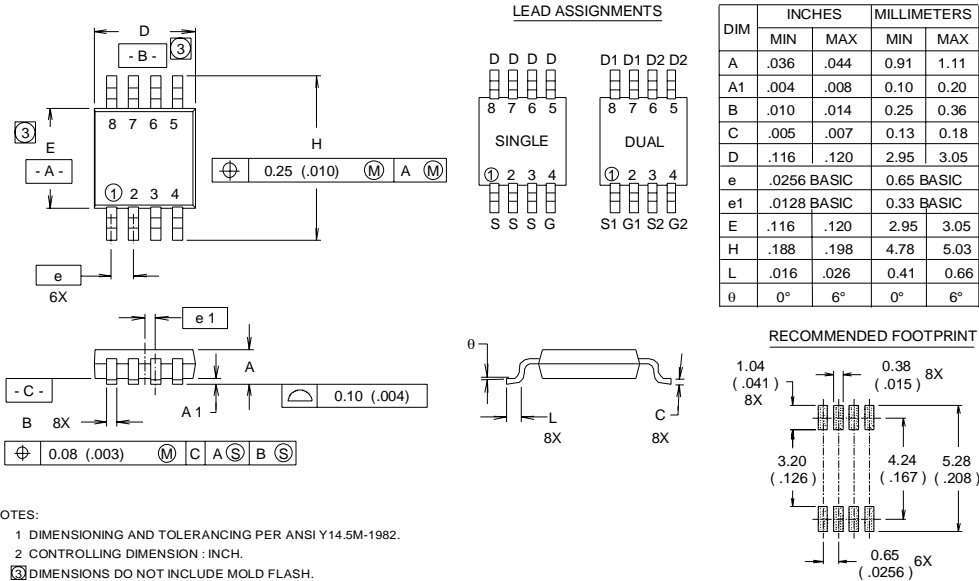 LEAD ASSIGNMENTS
D
- B -
3
8 7 6 5
3
E
- A -
H
0.25 (.010) M A M
1 2 3 4
e
6X
D D D D
8 7 6 5
SINGLE
1 2 3 4
S S S G
D1 D1 D2 D2
8 7 6 5
DUAL
1 2 3 4
S1 G1 S2 G2
DIM INCHES MILLIMETERS
MIN MAX MIN MAX
A .036 .044 0.91 1.11
A1 .004 .008 0.10 0.20
B .010 .014 0.25 0.36
C .005 .007 0.13 0.18
D .116 .120 2.95 3.05
e .0256 BASIC 0.65 BASIC
e1 .0128 BASIC 0.33 BASIC
E .116 .120 2.95 3.05
H .188 .198 4.78 5.03
L .016 .026 0.41 0.66
θ 0° 6° 0° 6°
e 1
A
- C -
B 8X
A 1
0.10 (.004)
0.08 (.003) M C A S B S
θ
L
8X
C
8X
RECOMMENDED FOOTPRINT
1.04
( .041 )
8X
0.38
( .015 )
8X
3.20
( .126 )
4.24
( .167 )
5.28
( .208 )
0.65
( .0256 )
6X
OTES:
1 DIMENSIONING AND TOLERANCING PER ANSI Y14.5M-1982.
2 CONTROLLING DIMENSION : INCH.
3 DIMENSIONS DO NOT INCLUDE MOLD FLASH.